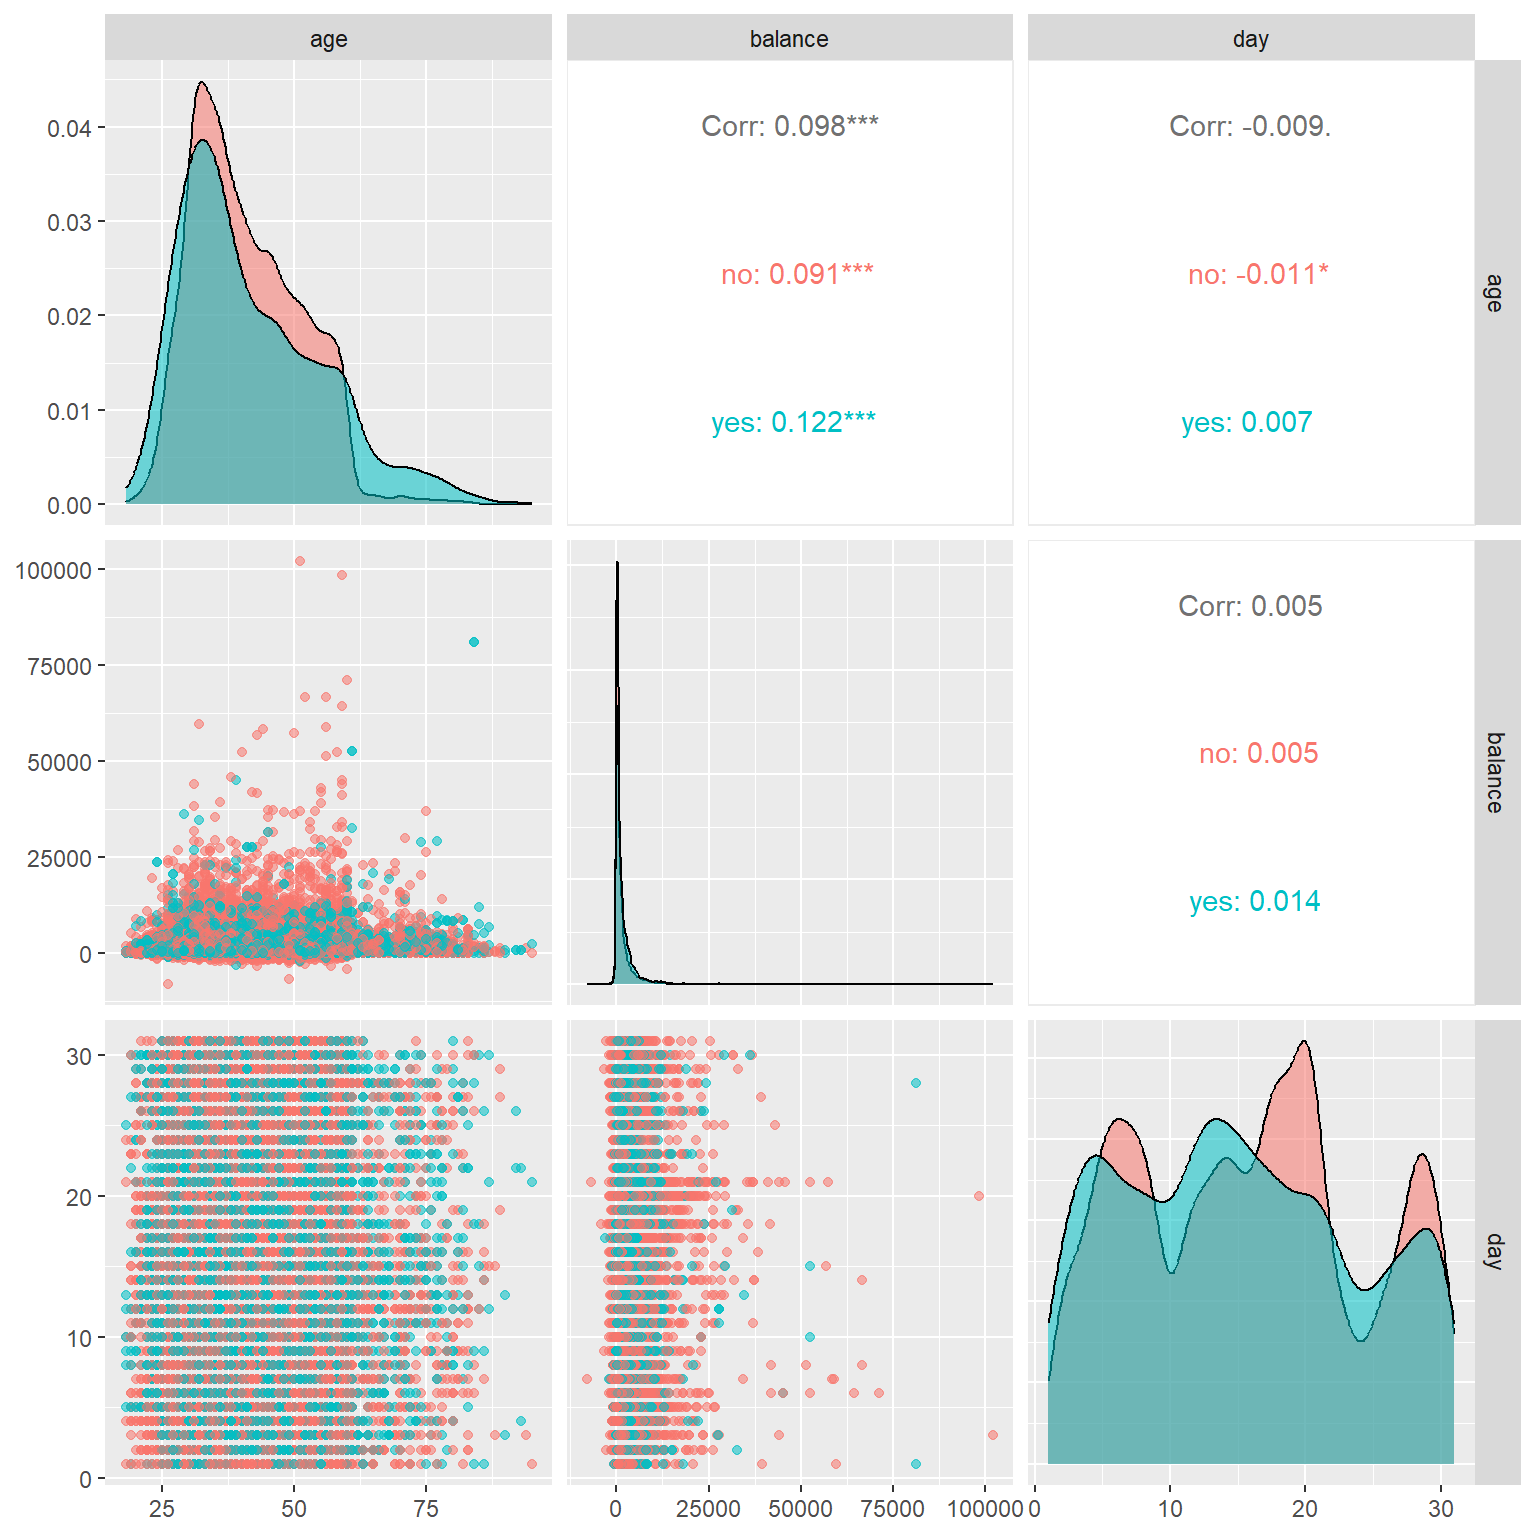 age balance day
0.04
0.03
0.02
0.01
0.00
Corr: 0.098***
no: 0.091***
yes: 0.122***
Corr: -0.009.
no: -0.011*
yes: 0.007
age
100000
75000
50000
25000
0
Corr: 0.005
no: 0.005
yes: 0.014
balance
30
20
10
0
day
25 50 75
0 25000 50000 75000 100000
0 10 20 30